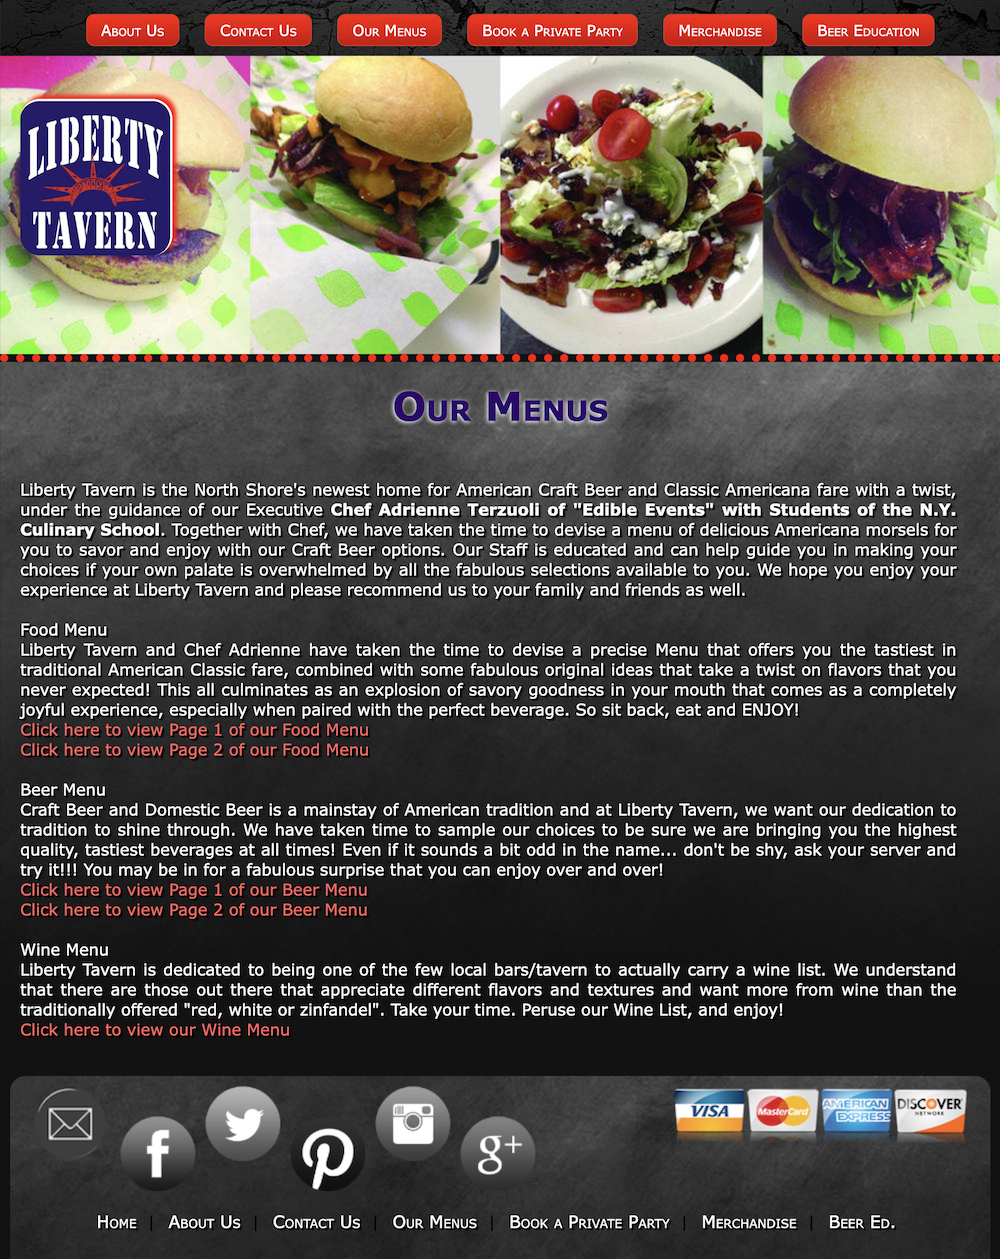 About Us Contact Us Our Menus Book a Private Party Merchandise Beer Education
LIBERTY
TAVERN
Our Menus
Liberty Tavern is the North Shore's newest home for American Craft Beer and Classic Americana fare with a twist,
under the guidance of our Executive Chef Adrienne Terzuoli of "Edible Events" with Students of the N.Y.
Culinary School. Together with Chef, we have taken the time to devise a menu of delicious Americana morsels for
you to savor and enjoy with our Craft Beer options. Our Staff is educated and can help guide you in making your
choices if your own palate is overwhelmed by all the fabulous selections available to you. We hope you enjoy your
experience at Liberty Tavern and please recommend us to your family and friends as well.
Food Menu
Liberty Tavern and Chef Adrienne have taken the time to devise a precise Menu that offers you the tastiest in
traditional American Classic fare, combined with some fabulous original ideas that take a twist on flavors that you
never expected! This all culminates as an explosion of savory goodness in your mouth that comes as a completely
joyful experience, especially when paired with the perfect beverage. So sit back, eat and ENJOY!
Click here to view Page 1 of our Food Menu
Click here to view Page 2 of our Food Menu
Beer Menu
Craft Beer and Domestic Beer is a mainstay of American tradition and at Liberty Tavern, we want our dedication to
tradition to shine through. We have taken time to sample our choices to be sure we are bringing you the highest
quality, tastiest beverages at all times! Even if it sounds a bit odd in the name... don't be shy, ask your server and
try it!!! You may be in for a fabulous surprise that you can enjoy over and over!
Click here to view Page 1 of our Beer Menu
Click here to view Page 2 of our Beer Menu
Wine Menu
Liberty Tavern is dedicated to being one of the few local bars/tavern to actually carry a wine list. We understand
that there are those out there that appreciate different flavors and textures and want more from wine than the
traditionally offered "red, white or zinfandel". Take your time. Peruse our Wine List, and enjoy!
Click here to view our Wine Menu
f g+ VISA MasterCard AMERICAN EXPRESS DISCOVER NETWORK
Home | About Us | Contact Us | Our Menus | Book a Private Party | Merchandise | Beer Ed.